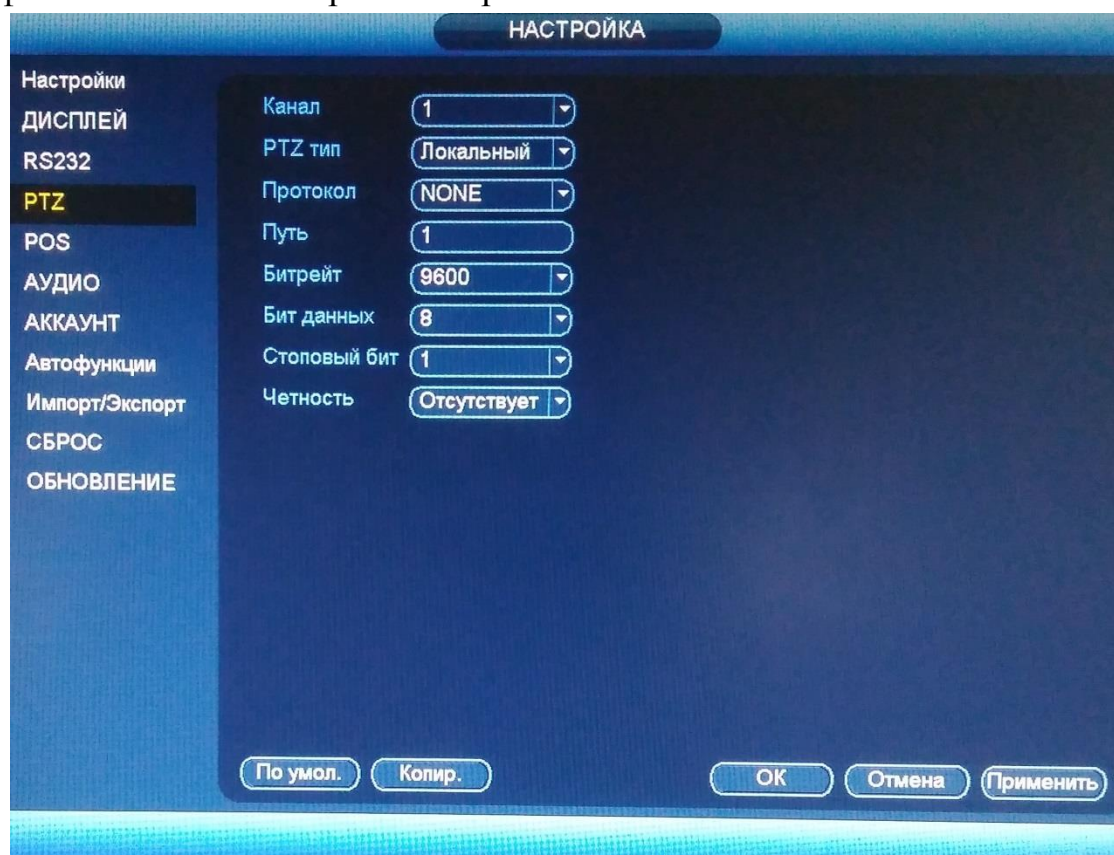 НАСТРОЙКА
Настройки
ДИСПЛЕЙ
RS232
PTZ
POS
АУДИО
АККАУНТ
Автофункции
Импорт/Экспорт
СБРОС
ОБНОВЛЕНИЕ
Канал 1
PTZ тип Локальный
Протокол NONE
Путь 1
Битрейт 9600
Бит данных 8
Стоповый бит 1
Четность Отсутствует
По умол. Копир. ОК Отмена Применить